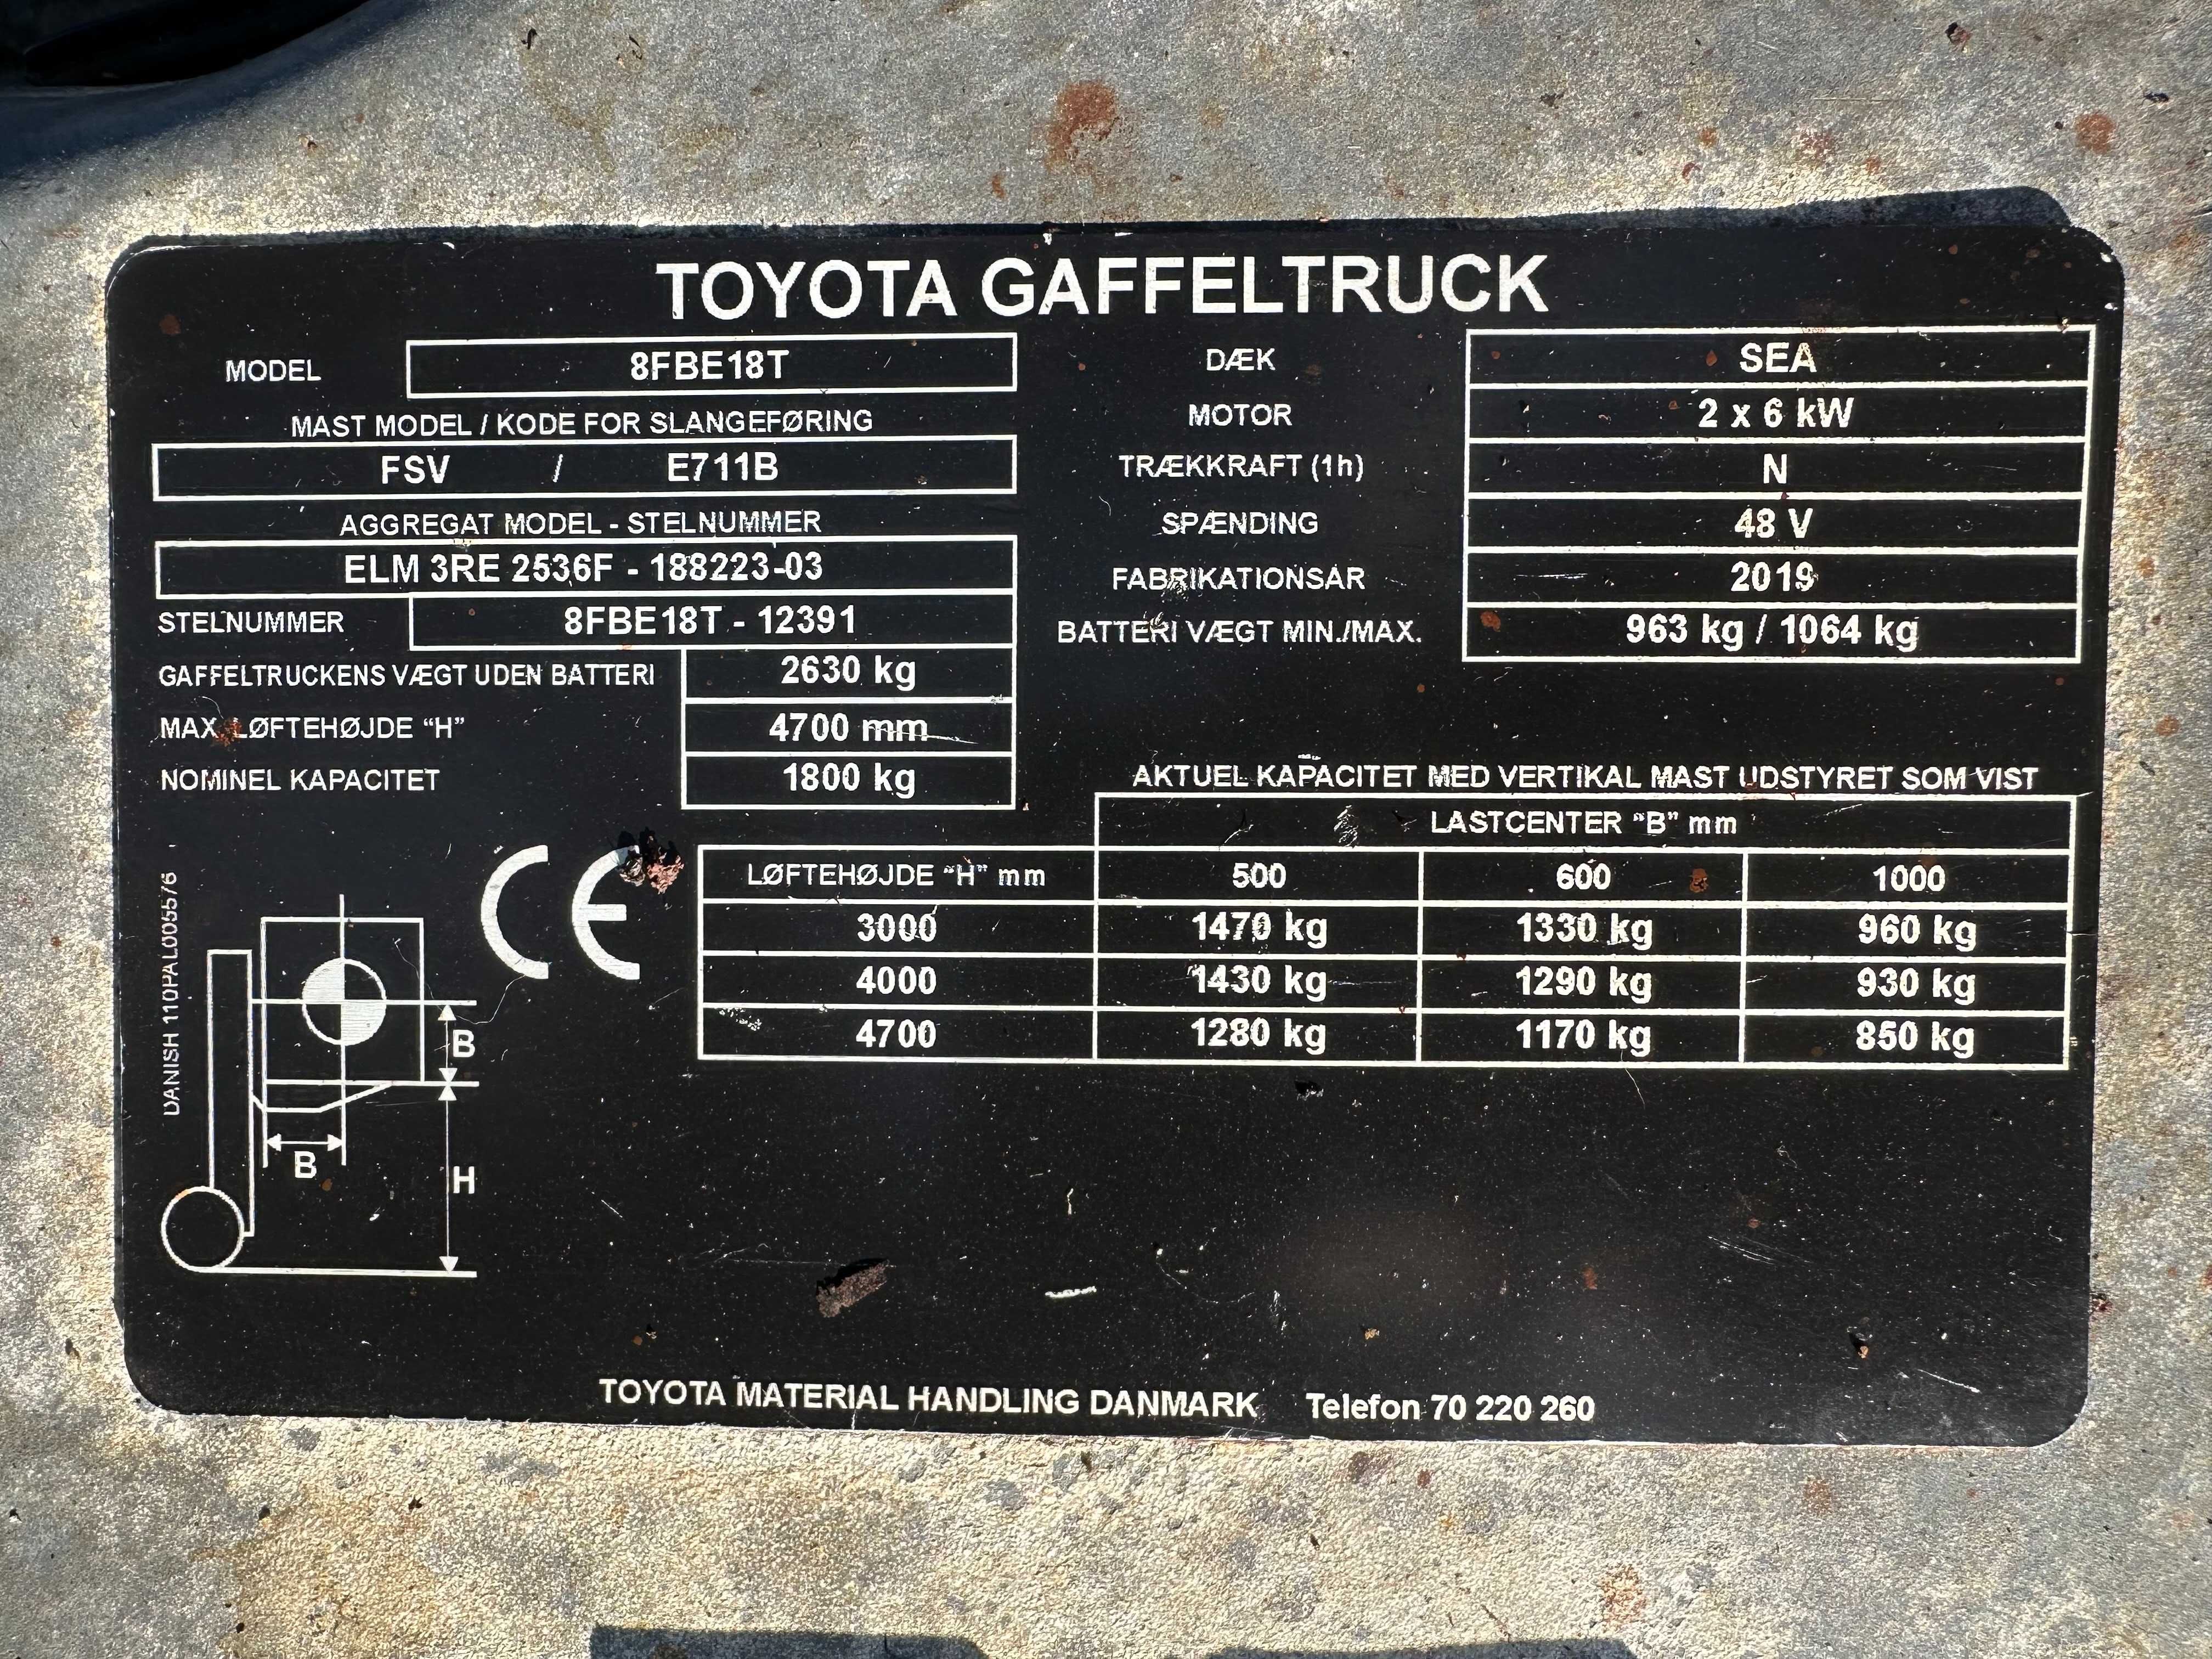 TOYOTA GAFFELTRUCK
MODEL 8FBE18T
MAST MODEL / KODE FOR SLANGEFØRING
FSV / E711B
AGGREGAT MODEL - STELNUMMER
ELM 3RE 2536F - 188223-03
STELNUMMER 8FBE18T - 12391
GAFFELTRUCKENS VÆGT UDEN BATTERI 2630 kg
MAX. LØFTEHØJDE “H” 4700 mm
NOMINEL KAPACITET 1800 kg
DÆK SEA
MOTOR 2 x 6 kW
TRÆKKRAFT (1h) N
SPÆNDING 48 V
FABRIKATIONSÅR 2019
BATTERI VÆGT MIN./MAX. 963 kg / 1064 kg
AKTUEL KAPACITET MED VERTIKAL MAST UDSTYRET SOM VIST
LASTCENTER “B” mm
LØFTEHØJDE “H” mm 500 600 1000
3000 1470 kg 1330 kg 960 kg
4000 1430 kg 1290 kg 930 kg
4700 1280 kg 1170 kg 850 kg
CE
DANISH 110PAL005576
B
B
H
TOYOTA MATERIAL HANDLING DANMARK Telefon 70 220 260